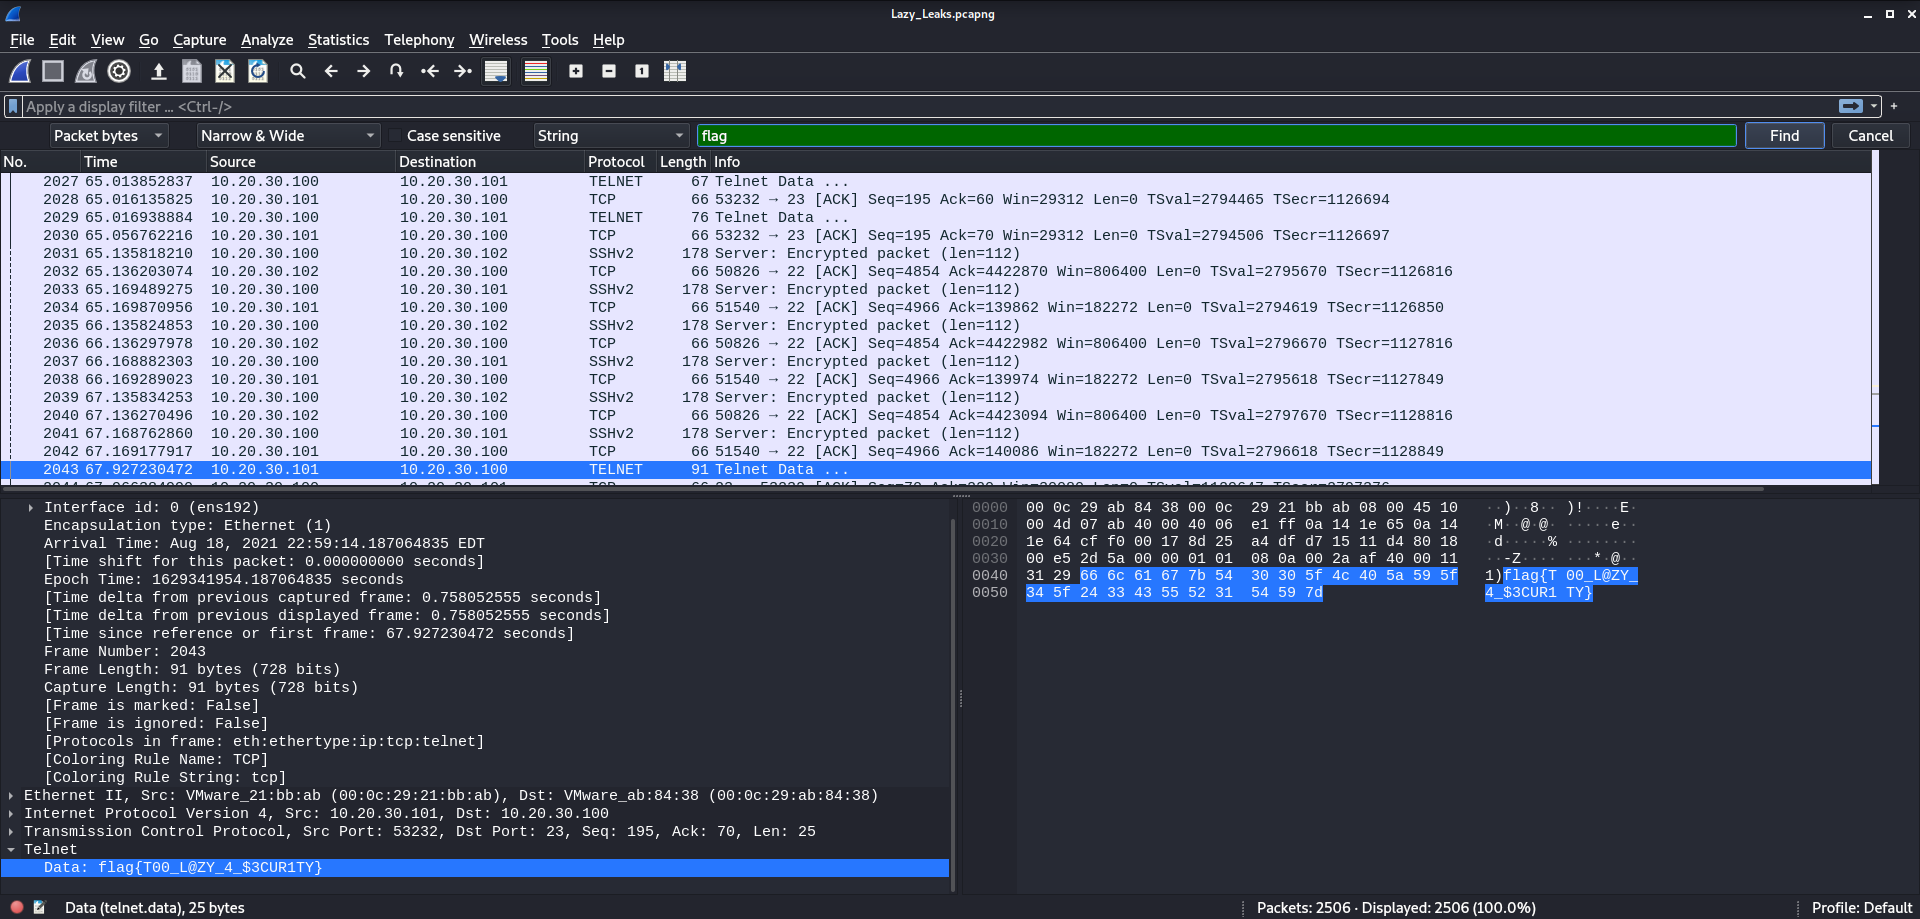 Lazy_Leaks.pcapng
File Edit View Go Capture Analyze Statistics Telephony Wireless Tools Help
Apply a display filter ... <Ctrl-/>
Packet bytes Narrow & Wide Case sensitive String flag Find Cancel
No. Time Source Destination Protocol Length Info
2027 65.013852837 10.20.30.100 10.20.30.101 TELNET 67 Telnet Data ...
2028 65.016135825 10.20.30.101 10.20.30.100 TCP 66 53232 → 23 [ACK] Seq=195 Ack=60 Win=29312 Len=0 TSval=2794465 TSecr=1126694
2029 65.016938884 10.20.30.100 10.20.30.101 TELNET 76 Telnet Data ...
2030 65.056762216 10.20.30.101 10.20.30.100 TCP 66 53232 → 23 [ACK] Seq=195 Ack=70 Win=29312 Len=0 TSval=2794506 TSecr=1126697
2031 65.135818210 10.20.30.100 10.20.30.102 SSHv2 178 Server: Encrypted packet (len=112)
2032 65.136203074 10.20.30.102 10.20.30.100 TCP 66 50826 → 22 [ACK] Seq=4854 Ack=4422870 Win=806400 Len=0 TSval=2795670 TSecr=1126816
2033 65.169489275 10.20.30.100 10.20.30.101 SSHv2 178 Server: Encrypted packet (len=112)
2034 65.169870956 10.20.30.101 10.20.30.100 TCP 66 51540 → 22 [ACK] Seq=4966 Ack=139862 Win=182272 Len=0 TSval=2794619 TSecr=1126850
2035 66.135824853 10.20.30.100 10.20.30.102 SSHv2 178 Server: Encrypted packet (len=112)
2036 66.136297978 10.20.30.102 10.20.30.100 TCP 66 50826 → 22 [ACK] Seq=4854 Ack=4422982 Win=806400 Len=0 TSval=2796670 TSecr=1127816
2037 66.168882303 10.20.30.100 10.20.30.101 SSHv2 178 Server: Encrypted packet (len=112)
2038 66.169289023 10.20.30.101 10.20.30.100 TCP 66 51540 → 22 [ACK] Seq=4966 Ack=139974 Win=182272 Len=0 TSval=2795618 TSecr=1127849
2039 67.135834253 10.20.30.100 10.20.30.102 SSHv2 178 Server: Encrypted packet (len=112)
2040 67.136270496 10.20.30.102 10.20.30.100 TCP 66 50826 → 22 [ACK] Seq=4854 Ack=4423094 Win=806400 Len=0 TSval=2797670 TSecr=1128816
2041 67.168762860 10.20.30.100 10.20.30.101 SSHv2 178 Server: Encrypted packet (len=112)
2042 67.169177917 10.20.30.101 10.20.30.100 TCP 66 51540 → 22 [ACK] Seq=4966 Ack=140086 Win=182272 Len=0 TSval=2796618 TSecr=1128849
2043 67.927230472 10.20.30.101 10.20.30.100 TELNET 91 Telnet Data ...
Interface id: 0 (ens192)
Encapsulation type: Ethernet (1)
Arrival Time: Aug 18, 2021 22:59:14.187064835 EDT
[Time shift for this packet: 0.000000000 seconds]
Epoch Time: 1629341954.187064835 seconds
[Time delta from previous captured frame: 0.758052555 seconds]
[Time delta from previous displayed frame: 0.758052555 seconds]
[Time since reference or first frame: 67.927230472 seconds]
Frame Number: 2043
Frame Length: 91 bytes (728 bits)
Capture Length: 91 bytes (728 bits)
[Frame is marked: False]
[Frame is ignored: False]
[Protocols in frame: eth:ethertype:ip:tcp:telnet]
[Coloring Rule Name: TCP]
[Coloring Rule String: tcp]
Ethernet II, Src: VMware_21:bb:ab (00:0c:29:21:bb:ab), Dst: VMware_ab:84:38 (00:0c:29:ab:84:38)
Internet Protocol Version 4, Src: 10.20.30.101, Dst: 10.20.30.100
Transmission Control Protocol, Src Port: 53232, Dst Port: 23, Seq: 195, Ack: 70, Len: 25
Telnet
Data: flag{T00_L@ZY_4_$3CUR1TY}
0000 00 0c 29 ab 84 38 00 0c 29 21 bb ab 08 00 45 10 ··)··8·· )!····E·
0010 00 4d 07 ab 40 00 40 06 e1 ff 0a 14 1e 65 0a 14 ·M··@·@· ·····e··
0020 1e 64 cf f0 00 17 8d 25 a4 df d7 15 11 d4 80 18 ·d·····% ········
0030 00 e5 2d 5a 00 00 01 01 08 0a 00 2a af 40 00 11 ··-Z···· ···*·@··
0040 31 29 66 6c 61 67 7b 54 30 30 5f 4c 40 5a 59 5f 1)flag{T 00_L@ZY_
0050 34 5f 24 33 43 55 52 31 54 59 7d 4_$3CUR1 TY}
Data (telnet.data), 25 bytes Packets: 2506 · Displayed: 2506 (100.0%) Profile: Default